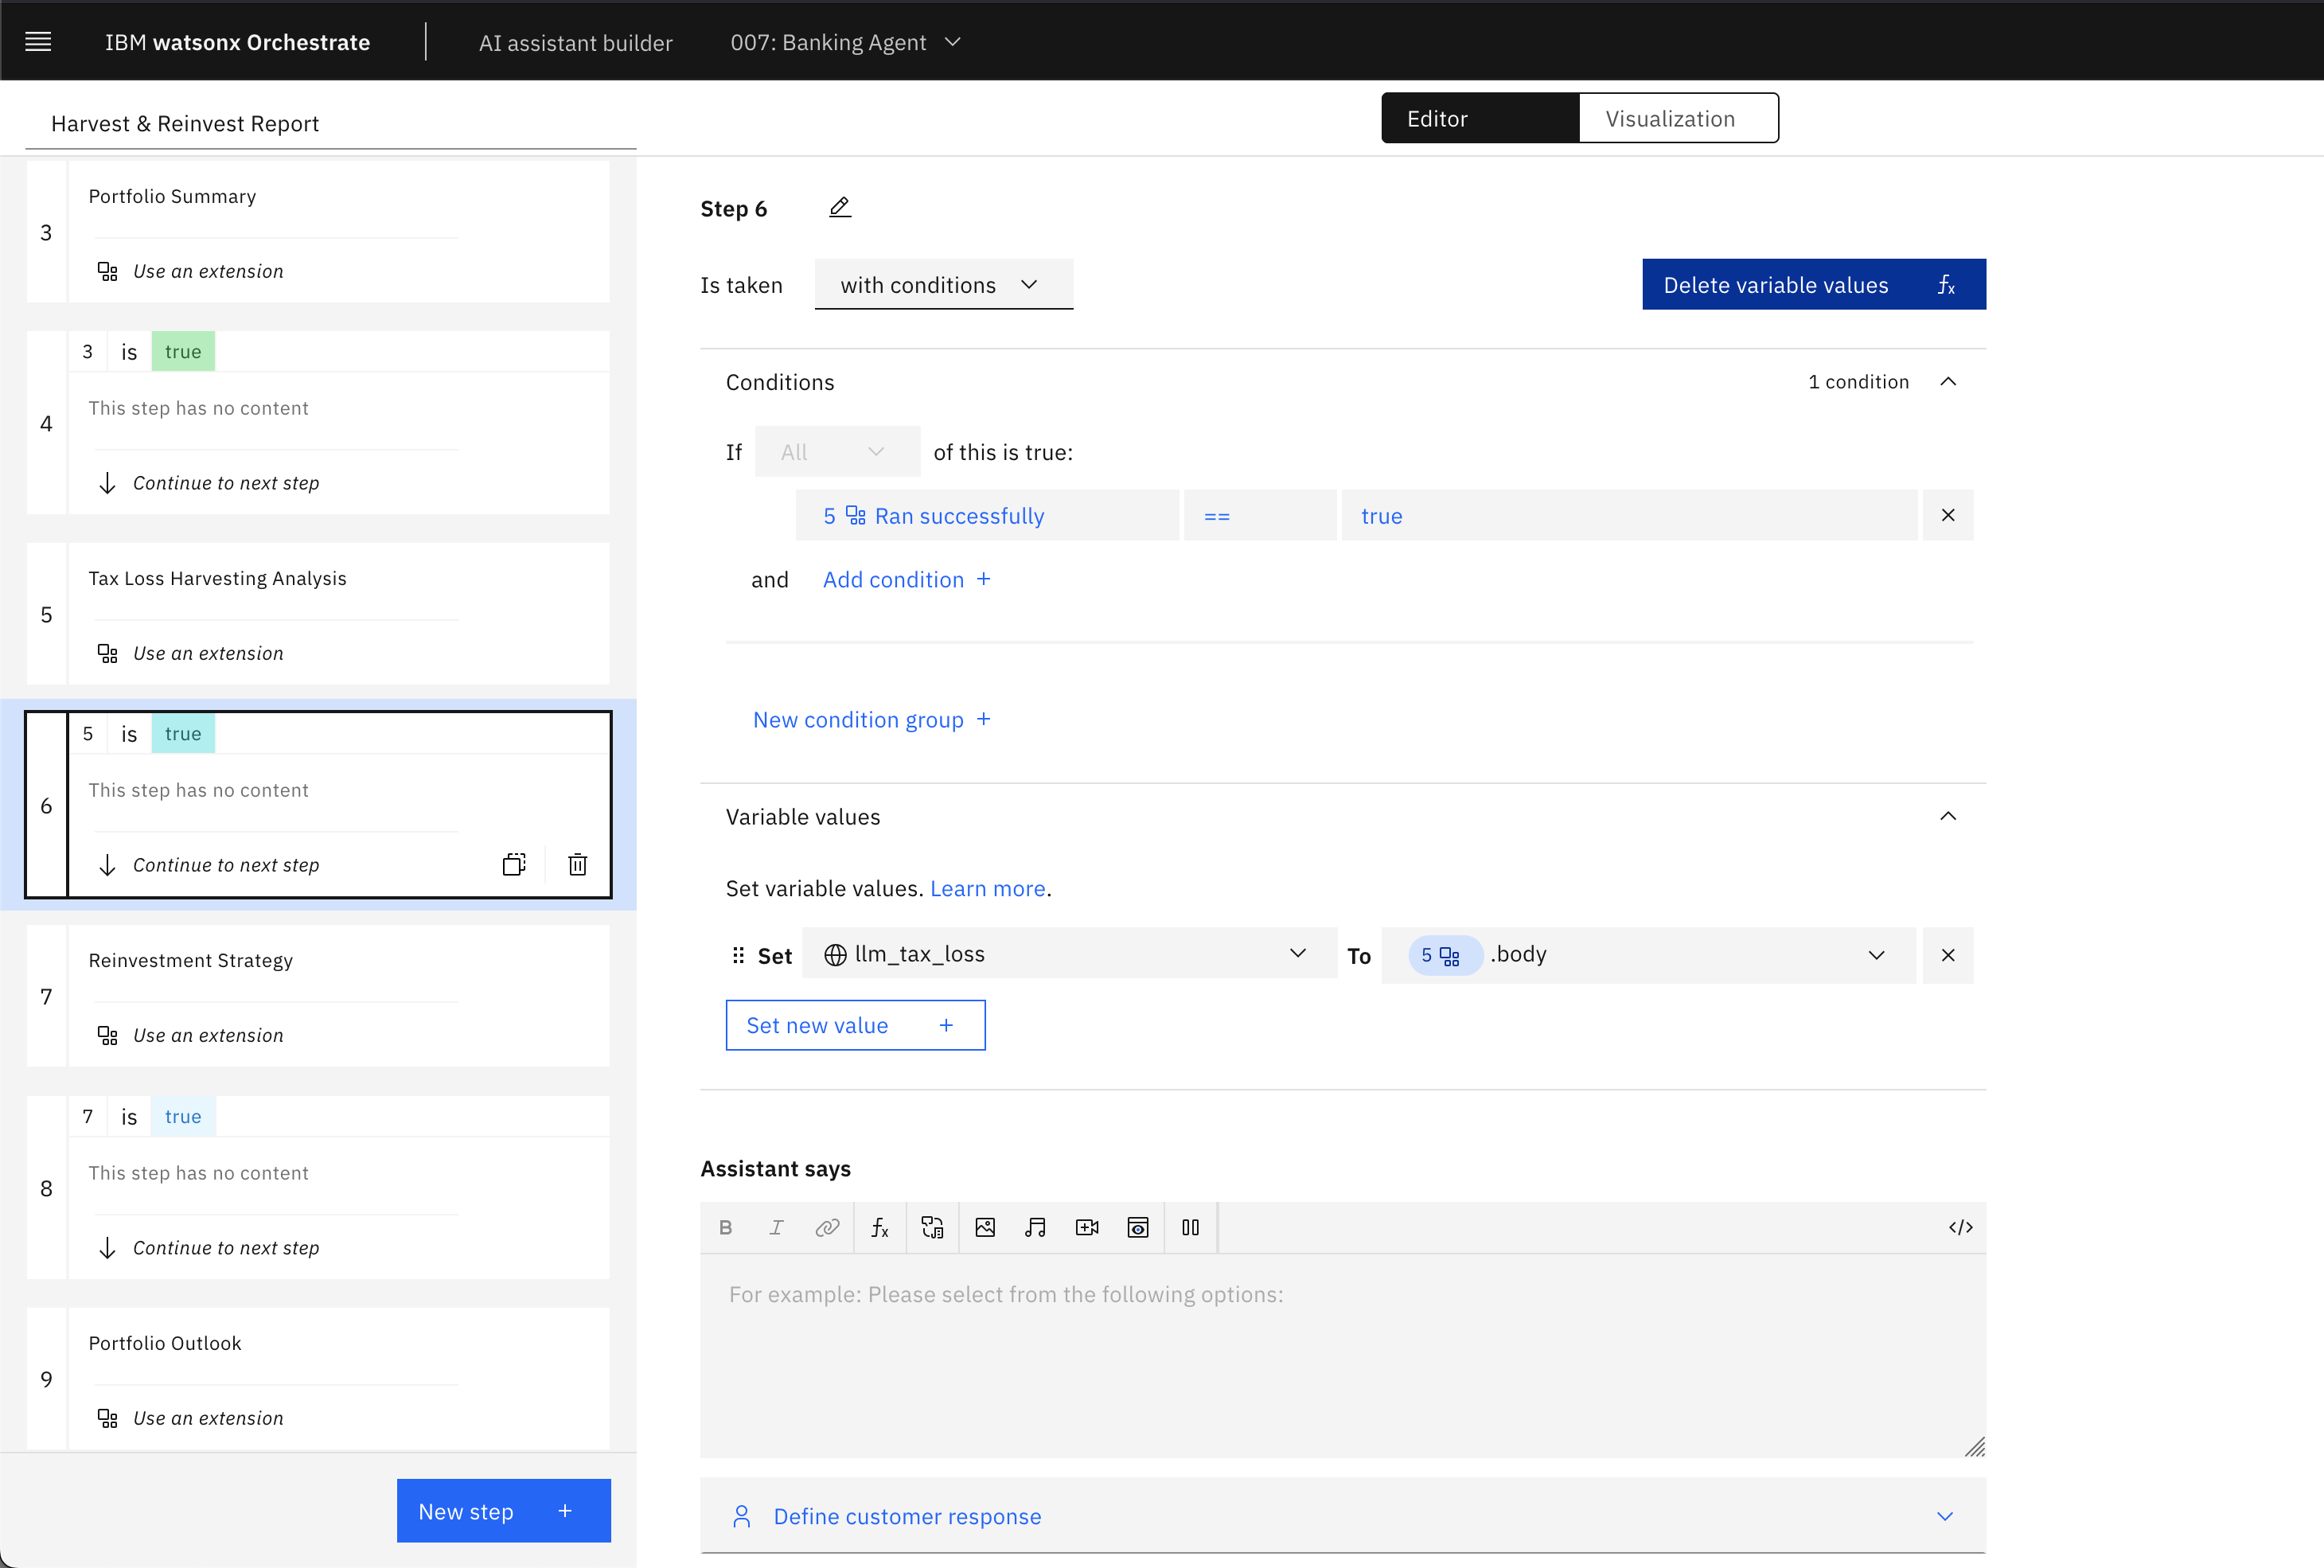 IBM watsonx Orchestrate
AI assistant builder
007: Banking Agent
Harvest & Reinvest Report
Editor
Visualization
3
Portfolio Summary
Use an extension
4
3 is true
This step has no content
Continue to next step
5
Tax Loss Harvesting Analysis
Use an extension
6
5 is true
This step has no content
Continue to next step
7
Reinvestment Strategy
Use an extension
8
7 is true
This step has no content
Continue to next step
9
Portfolio Outlook
Use an extension
New step +
Step 6
Is taken with conditions
Delete variable values fx
Conditions
1 condition
If All of this is true:
5 Ran successfully == true
and Add condition +
New condition group +
Variable values
Set variable values. Learn more.
Set llm_tax_loss To 5 .body
Set new value +
Assistant says
B I fx </>
For example: Please select from the following options:
Define customer response